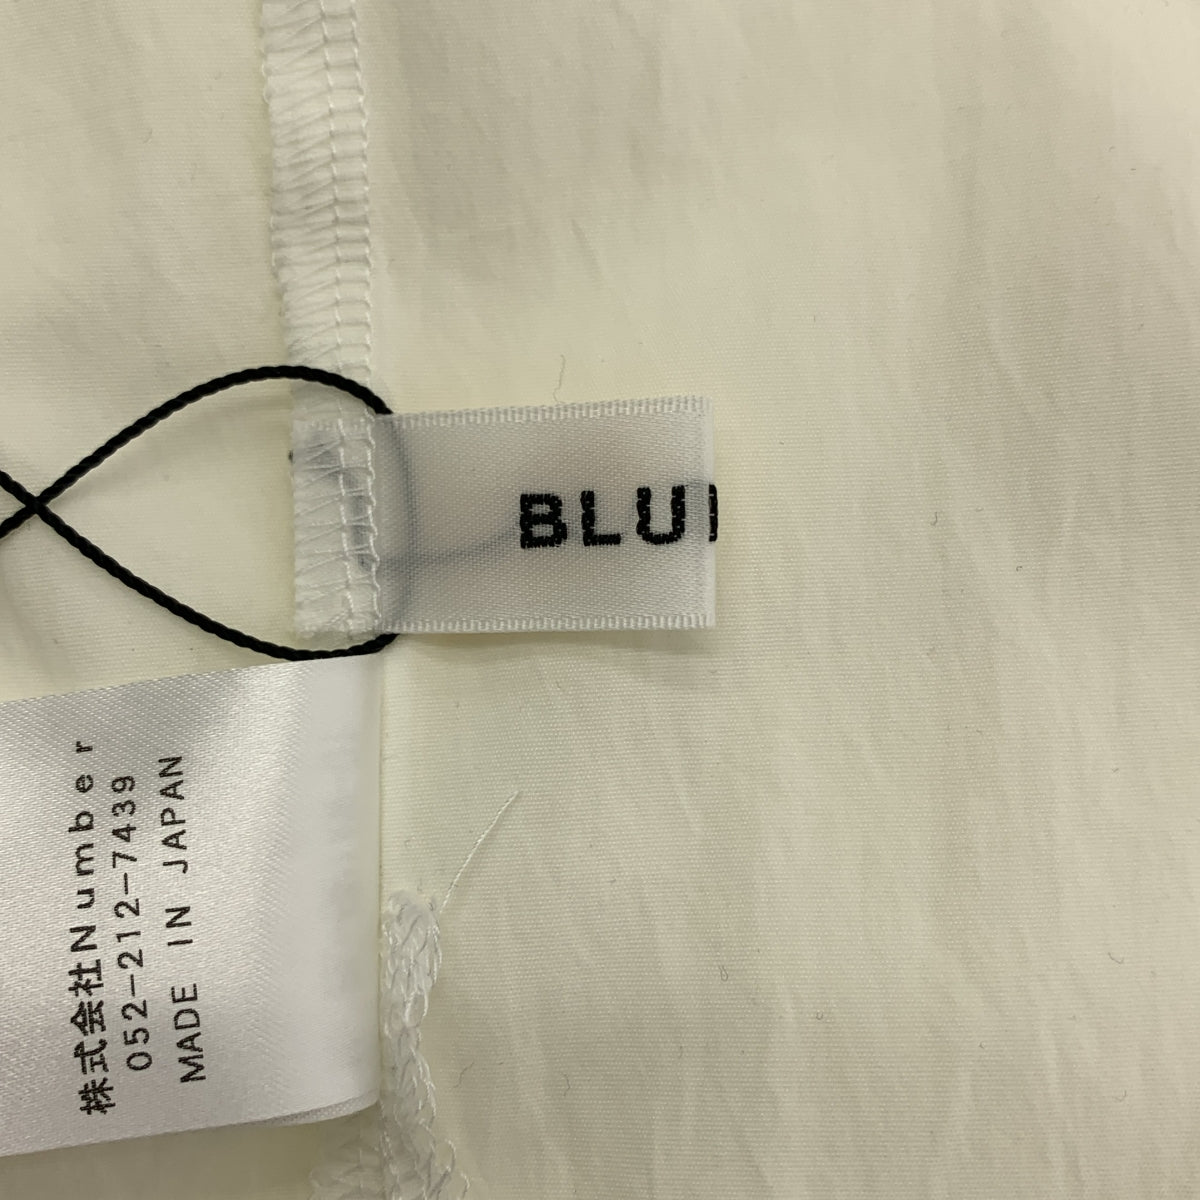 BLU
株式会社Number
052-212-7439
MADE IN JAPAN